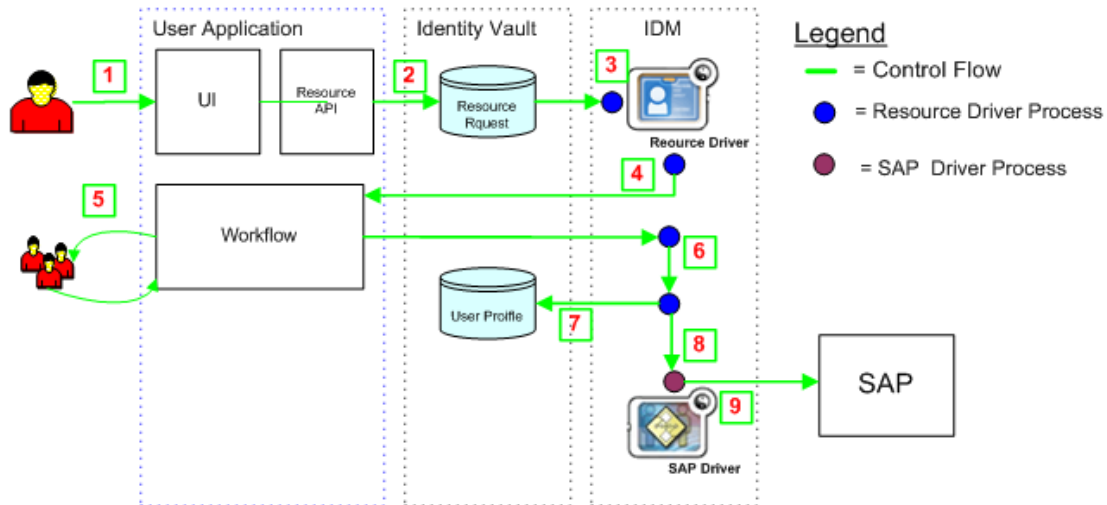 User Application
Identity Vault
IDM
Legend
1
2
3
UI
Resource
API
Resource
Rquest
Reource Driver
= Control Flow
= Resource Driver Process
= SAP Driver Process
4
5
Workflow
6
User Proifle
7
8
SAP
9
SAP Driver